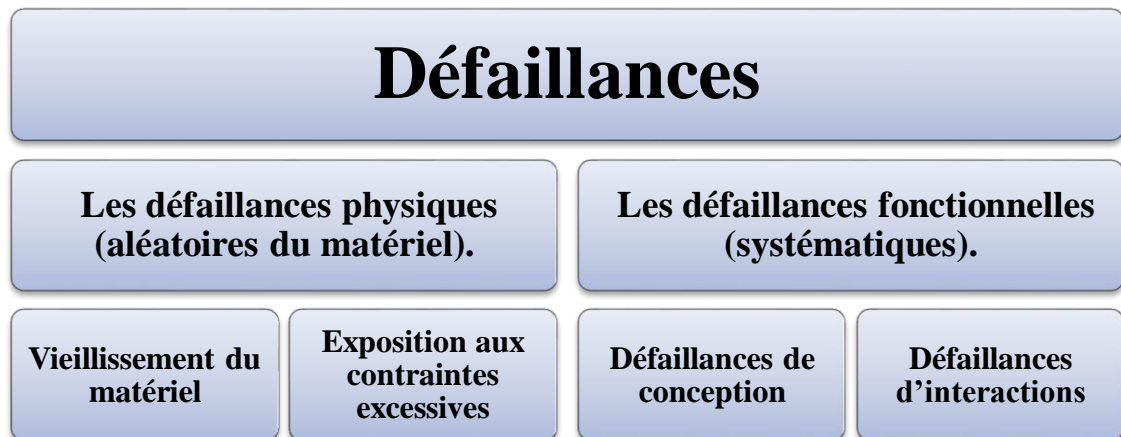 Défaillances
Les défaillances physiques
(aléatoires du matériel).
Les défaillances fonctionnelles
(systématiques).
Vieillissement du
matériel
Exposition aux
contraintes
excessives
Défaillances de
conception
Défaillances
d’interactions